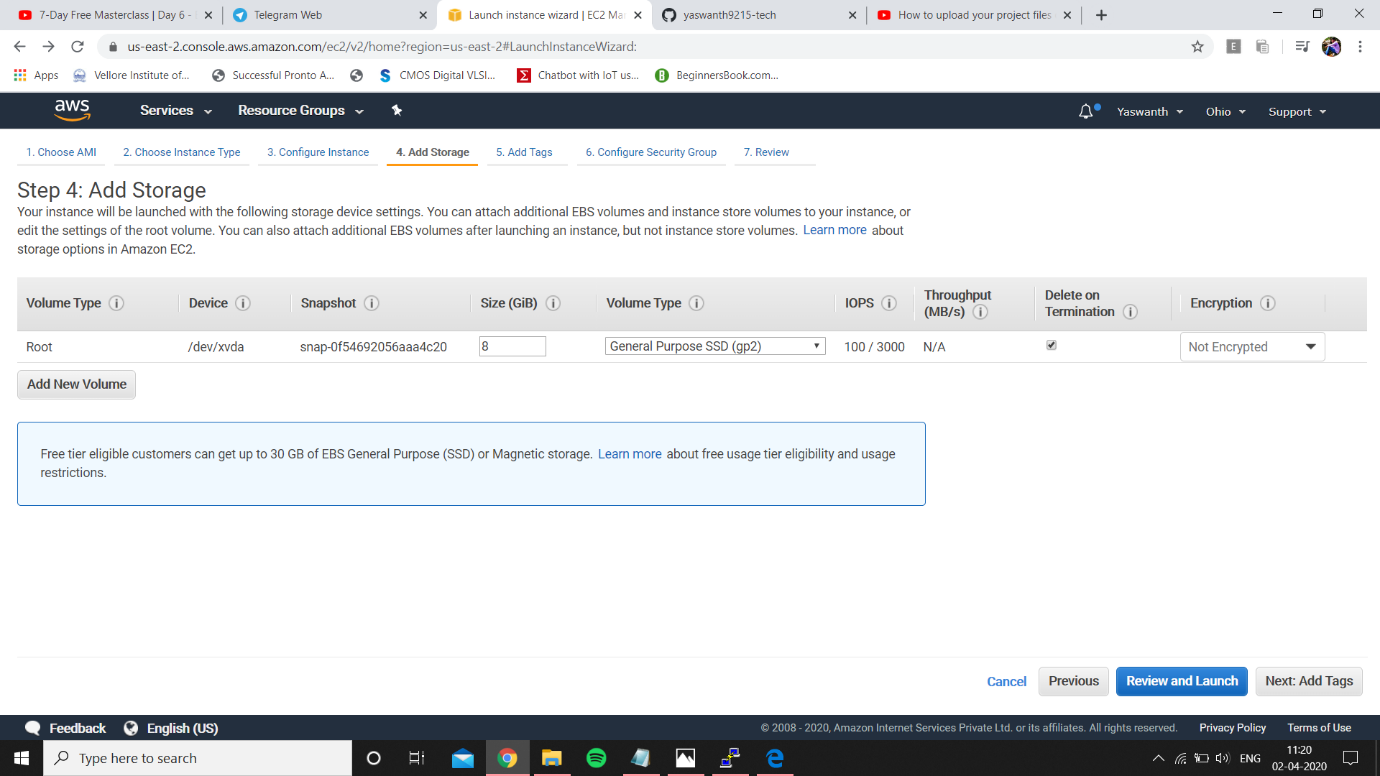 7-Day Free Masterclass | Day 6 -
Telegram Web
Launch instance wizard | EC2 Ma
yaswanth9215-tech
How to upload your project files
us-east-2.console.aws.amazon.com/ec2/v2/home?region=us-east-2#LaunchInstanceWizard:
E
Apps
Vellore Institute of...
Successful Pronto A...
S
CMOS Digital VLSI...
Σ
Chatbot with IoT us...
B
BeginnersBook.com...
aws
Services
Resource Groups
Yaswanth
Ohio
Support
1. Choose AMI
2. Choose Instance Type
3. Configure Instance
4. Add Storage
5. Add Tags
6. Configure Security Group
7. Review
Step 4: Add Storage
Your instance will be launched with the following storage device settings. You can attach additional EBS volumes and instance store volumes to your instance, or
edit the settings of the root volume. You can also attach additional EBS volumes after launching an instance, but not instance store volumes. Learn more about
storage options in Amazon EC2.
Volume Type i
Device i
Snapshot i
Size (GiB) i
Volume Type i
IOPS i
Throughput
(MB/s) i
Delete on
Termination i
Encryption i
Root
/dev/xvda
snap-0f54692056aaa4c20
8
General Purpose SSD (gp2)
100 / 3000
N/A
Not Encrypted
Add New Volume
Free tier eligible customers can get up to 30 GB of EBS General Purpose (SSD) or Magnetic storage. Learn more about free usage tier eligibility and usage
restrictions.
Cancel
Previous
Review and Launch
Next: Add Tags
Feedback
English (US)
© 2008 - 2020, Amazon Internet Services Private Ltd. or its affiliates. All rights reserved.
Privacy Policy
Terms of Use
Type here to search
ENG
11:20
02-04-2020